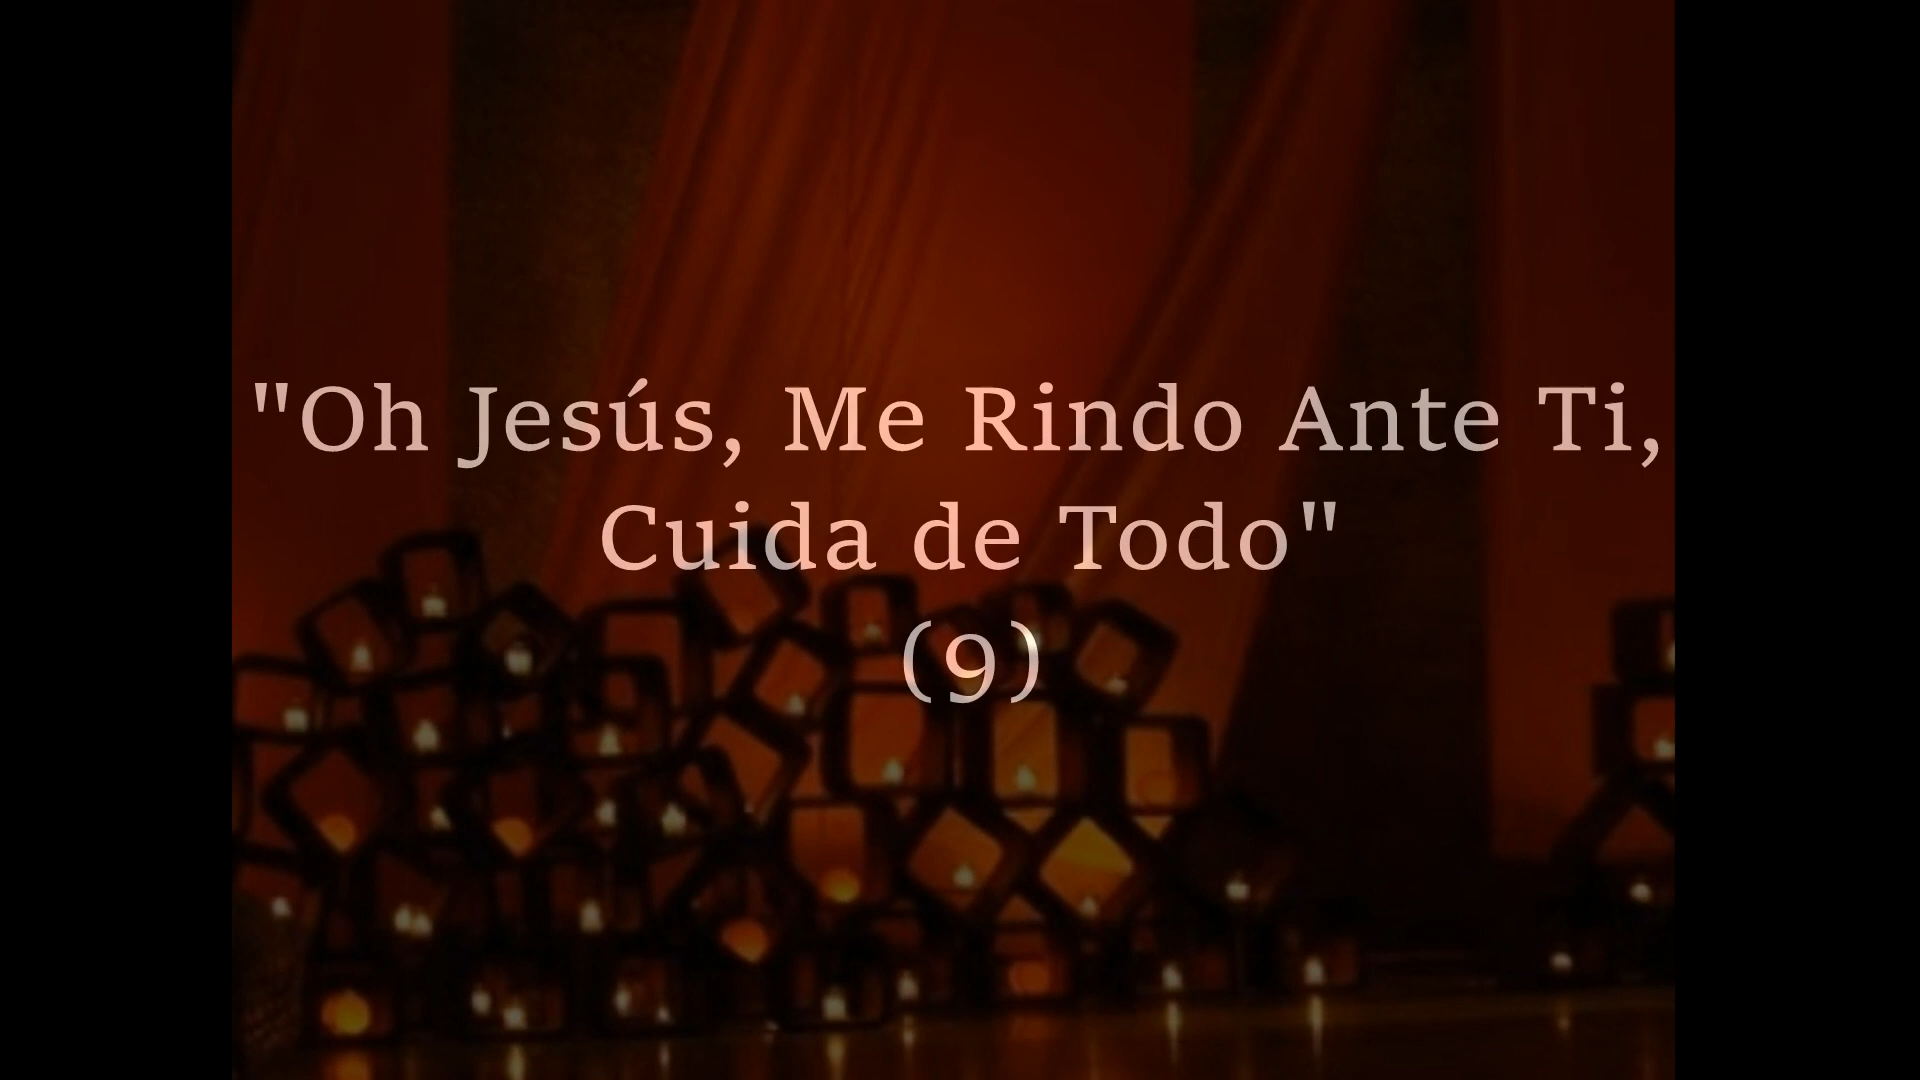 "Oh Jesús, Me Rindo Ante Ti,
Cuida de Todo"
(9)